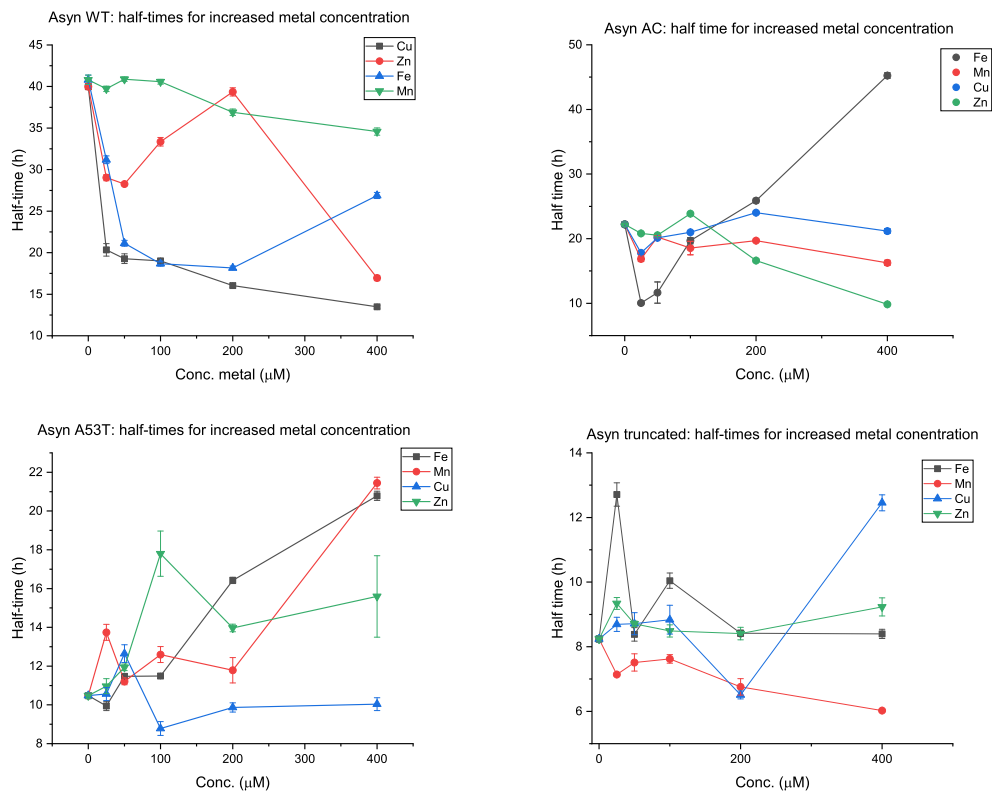 Asyn WT: half-times for increased metal concentration
45
40
35
30
25
20
15
10
Half-time (h)
0
100
200
300
400
Conc. metal (μM)
Cu
Zn
Fe
Mn
Asyn AC: half time for increased metal concentration
50
40
30
20
10
Half time (h)
0
200
400
Conc. (μM)
Fe
Mn
Cu
Zn
Asyn A53T: half-times for increased metal concentration
22
20
18
16
14
12
10
8
Half-time (h)
0
100
200
300
400
Conc. (μM)
Fe
Mn
Cu
Zn
Asyn truncated: half-times for increased metal conentration
14
12
10
8
6
Half time (h)
0
200
400
Conc. (μM)
Fe
Mn
Cu
Zn